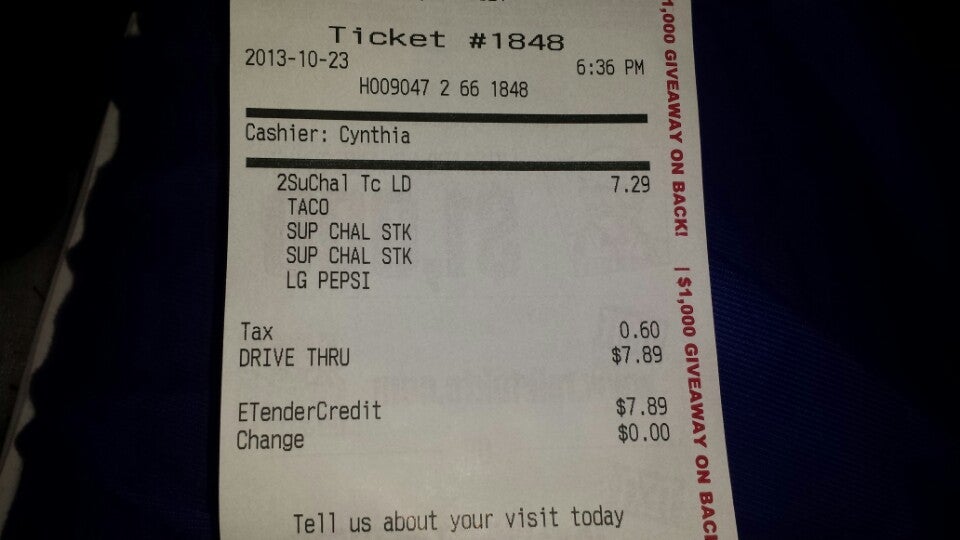 Ticket #1848
2013-10-23 6:36 PM
H009047 2 66 1848
Cashier: Cynthia
2SuChal Tc LD 7.29
TACO
SUP CHAL STK
SUP CHAL STK
LG PEPSI
Tax 0.60
DRIVE THRU $7.89
ETenderCredit $7.89
Change $0.00
Tell us about your visit today
1,000 GIVEAWAY ON BACK!
| $1,000 GIVEAWAY ON BACK